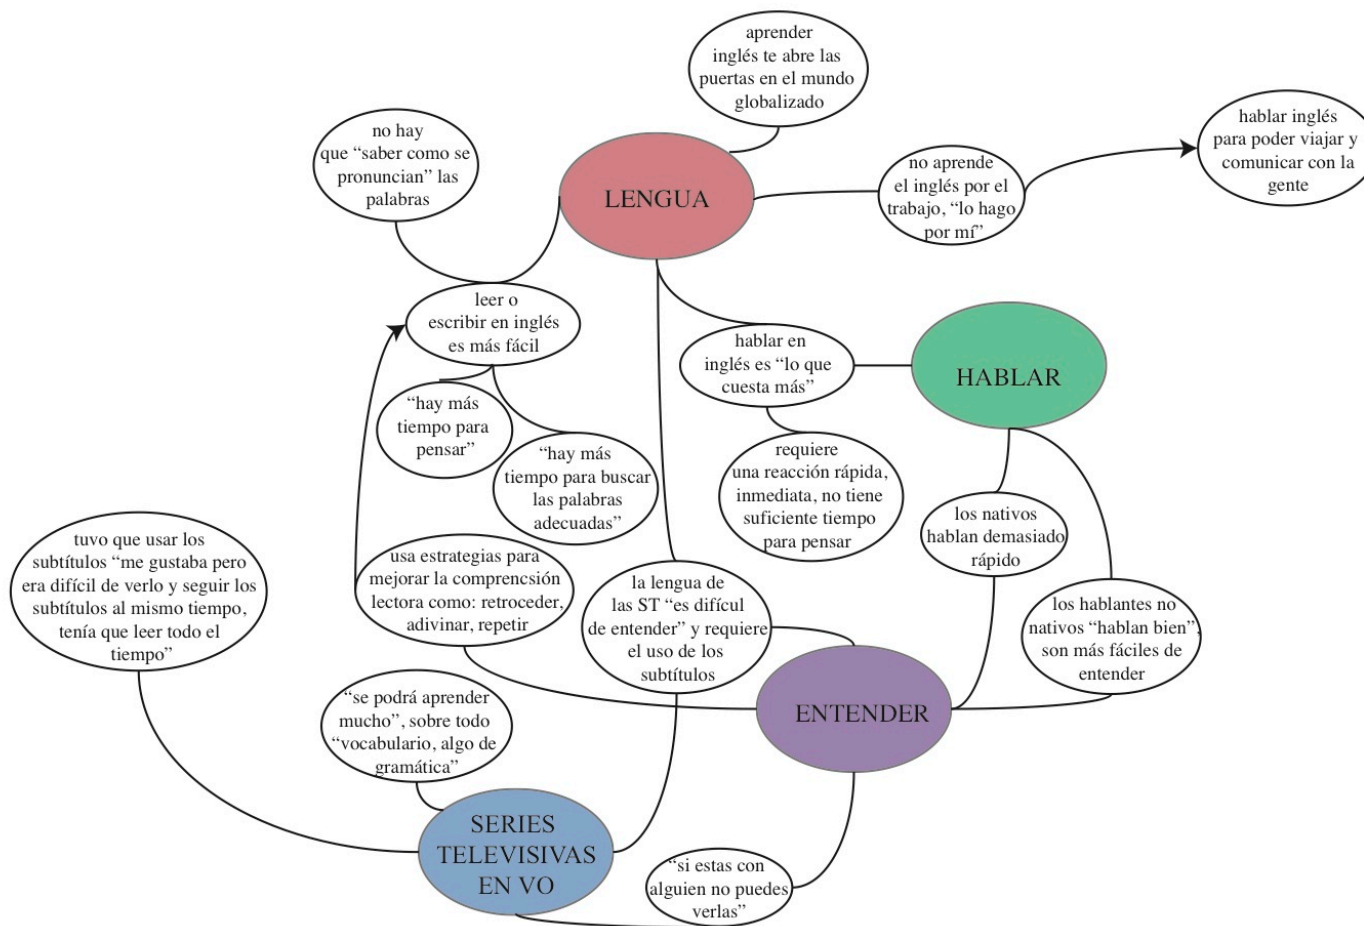 aprender
inglés te abre las
puertas en el mundo
globalizado
no hay
que “saber como se
pronuncian” las
palabras
LENGUA
no aprende
el inglés por el
trabajo, “lo hago
por mí”
hablar inglés
para poder viajar y
comunicar con la
gente
leer o
escribir en inglés
es más fácil
hablar en
inglés es “lo que
cuesta más”
HABLAR
“hay más
tiempo para
pensar”
“hay más
tiempo para buscar
las palabras
adecuadas”
requiere
una reacción rápida,
inmediata, no tiene
suficiente tiempo
para pensar
los nativos
hablan demasiado
rápido
tuvo que usar los
subtítulos “me gustaba pero
era difícil de verlo y seguir los
subtítulos al mismo tiempo,
tenía que leer todo el
tiempo”
usa estrategias para
mejorar la comprencsión
lectora como: retroceder,
adivinar, repetir
la lengua de
las ST “es difícul
de entender” y requiere
el uso de los
subtítulos
los hablantes no
nativos “hablan bien”,
son más fáciles de
entender
“se podrá aprender
mucho”, sobre todo
“vocabulario, algo de
gramática”
ENTENDER
SERIES
TELEVISIVAS
EN VO
“si estas con
alguien no puedes
verlas”